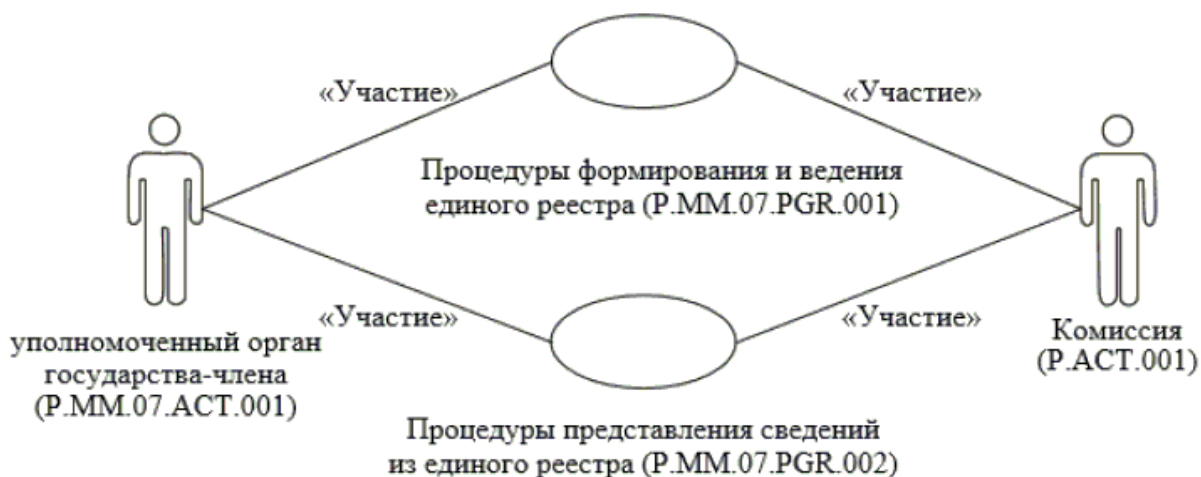 «Участие»
«Участие»
Процедуры формирования и ведения
единого реестра (P.MM.07.PGR.001)
«Участие»
«Участие»
уполномоченный орган
государства-члена
(P.MM.07.ACT.001)
Комиссия
(P.ACT.001)
Процедуры представления сведений
из единого реестра (P.MM.07.PGR.002)